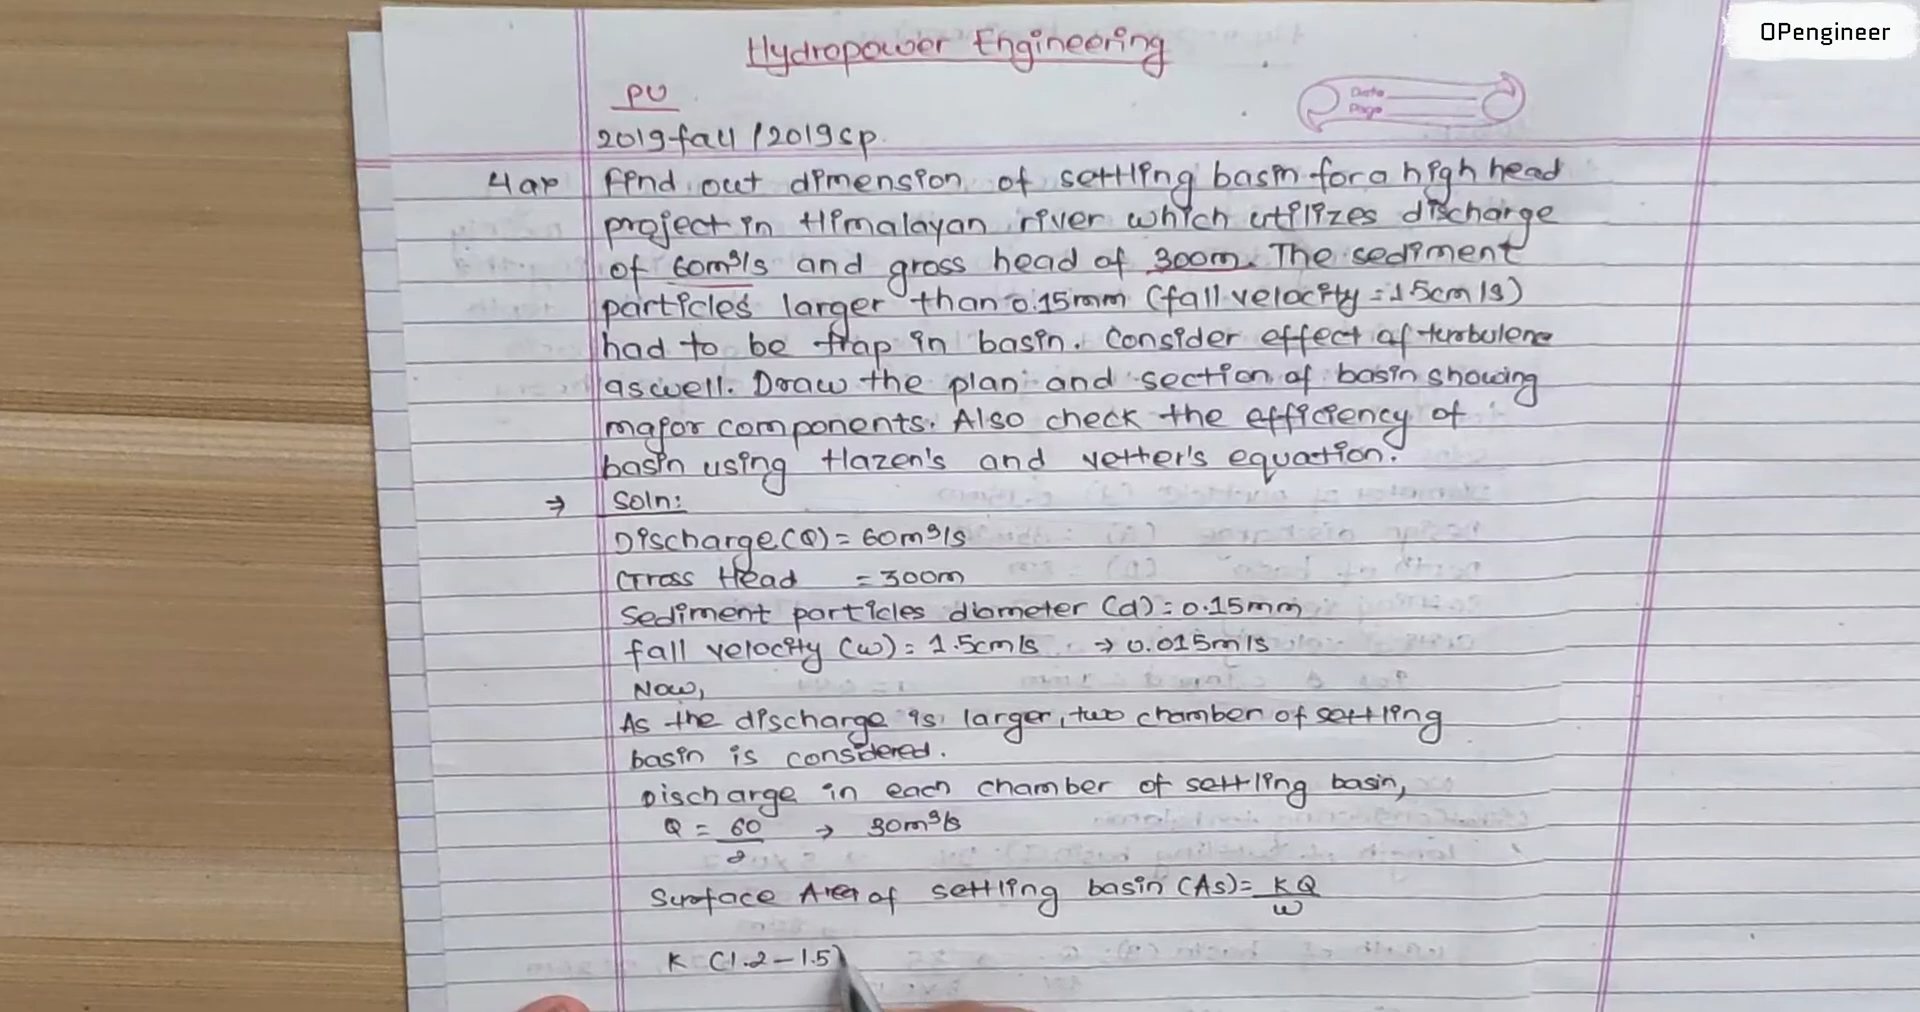 OPengineer
Hydropower Engineering
PU
Date
Page
2019 fall / 2019 sp.
4 a or Find out dimension of settling basin for a high head
project in Himalayan river which utilizes discharge
of 60m³/s and gross head of 300m. The sediment
particles larger than 0.15mm (fall velocity = 1.5cm/s)
had to be trap in basin. Consider effect of turbulence
as well. Draw the plan and section of basin showing
major components. Also check the efficiency of
basin using Hazen's and vetter's equation.
→ Soln:
Discharge (Q) = 60m³/s
Gross Head = 300m
Sediment particles diameter (d) = 0.15mm
fall velocity (w) = 1.5cm/s → 0.015m/s
Now,
As the discharge is larger, two chamber of settling
basin is considered.
Discharge in each chamber of settling basin,
Q = 60 → 30m³/s
2
Surface Area of settling basin (As) = KQ
w
K (1.2 - 1.5)